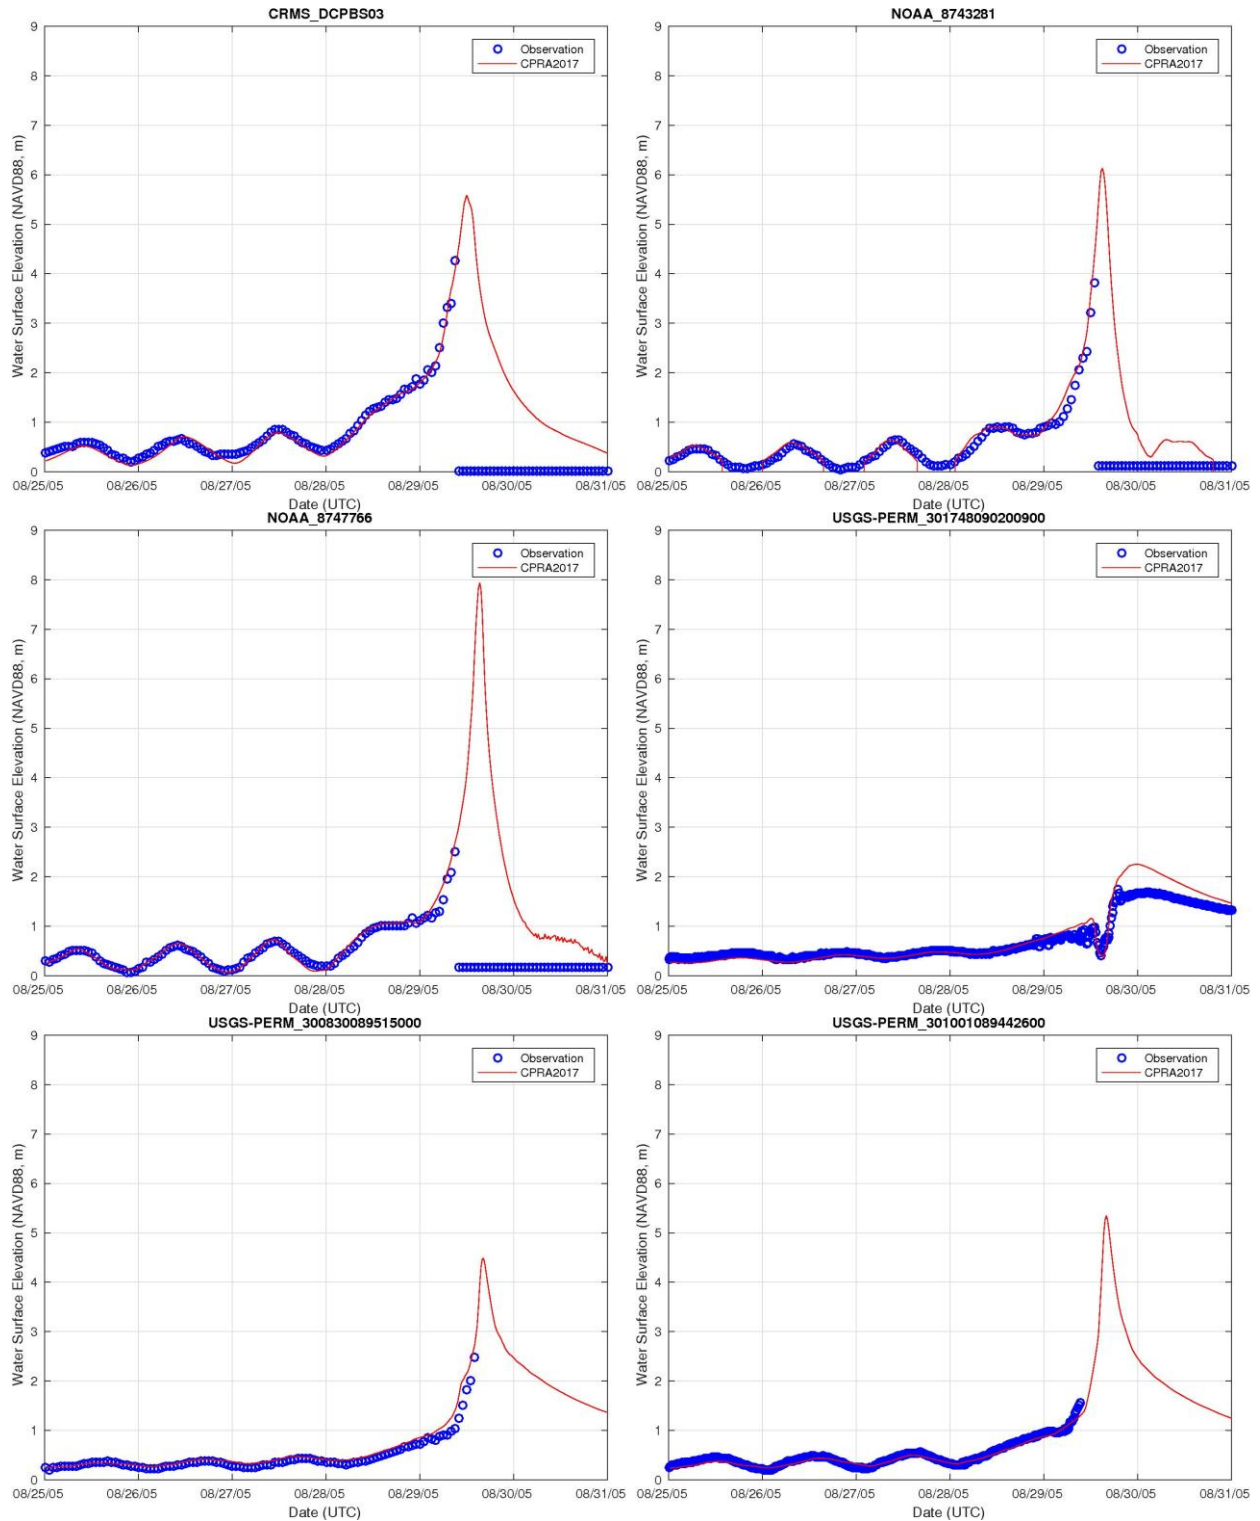 CRMS_DCPBS03
Water Surface Elevation (NAVD88, m)
9
8
7
6
5
4
3
2
1
0
Observation
CPRA2017
08/25/05 08/26/05 08/27/05 08/28/05 08/29/05 08/30/05 08/31/05
Date (UTC)
NOAA_8743281
Water Surface Elevation (NAVD88, m)
9
8
7
6
5
4
3
2
1
0
Observation
CPRA2017
08/25/05 08/26/05 08/27/05 08/28/05 08/29/05 08/30/05 08/31/05
Date (UTC)
NOAA_8747766
Water Surface Elevation (NAVD88, m)
9
8
7
6
5
4
3
2
1
0
Observation
CPRA2017
08/25/05 08/26/05 08/27/05 08/28/05 08/29/05 08/30/05 08/31/05
Date (UTC)
USGS-PERM_301748090200900
Water Surface Elevation (NAVD88, m)
9
8
7
6
5
4
3
2
1
0
Observation
CPRA2017
08/25/05 08/26/05 08/27/05 08/28/05 08/29/05 08/30/05 08/31/05
Date (UTC)
USGS-PERM_300830089515000
Water Surface Elevation (NAVD88, m)
9
8
7
6
5
4
3
2
1
0
Observation
CPRA2017
08/25/05 08/26/05 08/27/05 08/28/05 08/29/05 08/30/05 08/31/05
Date (UTC)
USGS-PERM_301001089442600
Water Surface Elevation (NAVD88, m)
9
8
7
6
5
4
3
2
1
0
Observation
CPRA2017
08/25/05 08/26/05 08/27/05 08/28/05 08/29/05 08/30/05 08/31/05
Date (UTC)